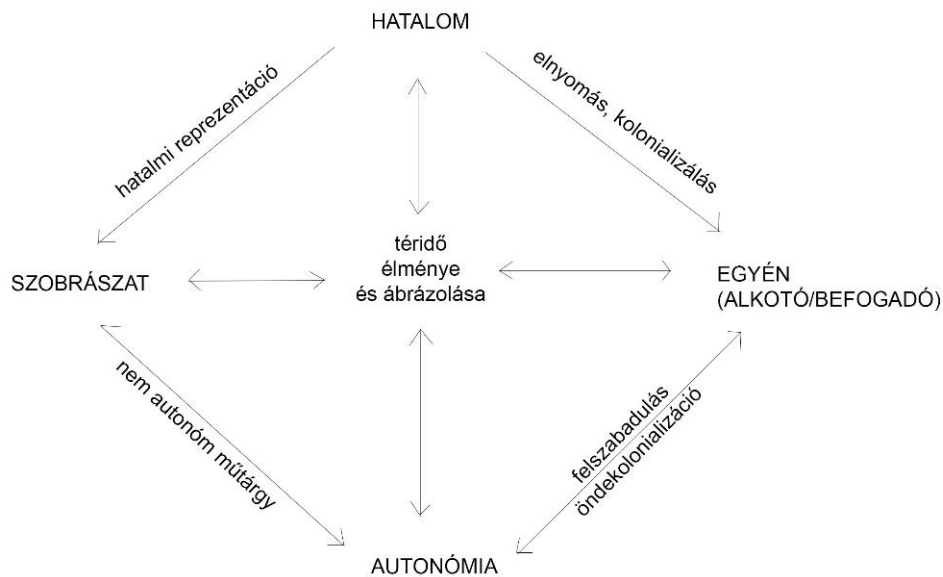 HATALOM
hatalmi reprezentáció
elnyomás, kolonializálás
SZOBRÁSZAT
téridő
élménye
és ábrázolása
EGYÉN
(ALKOTÓ/BEFOGADÓ)
nem autonóm műtárgy
felszabadulás
öndekolonializáció
AUTONÓMIA